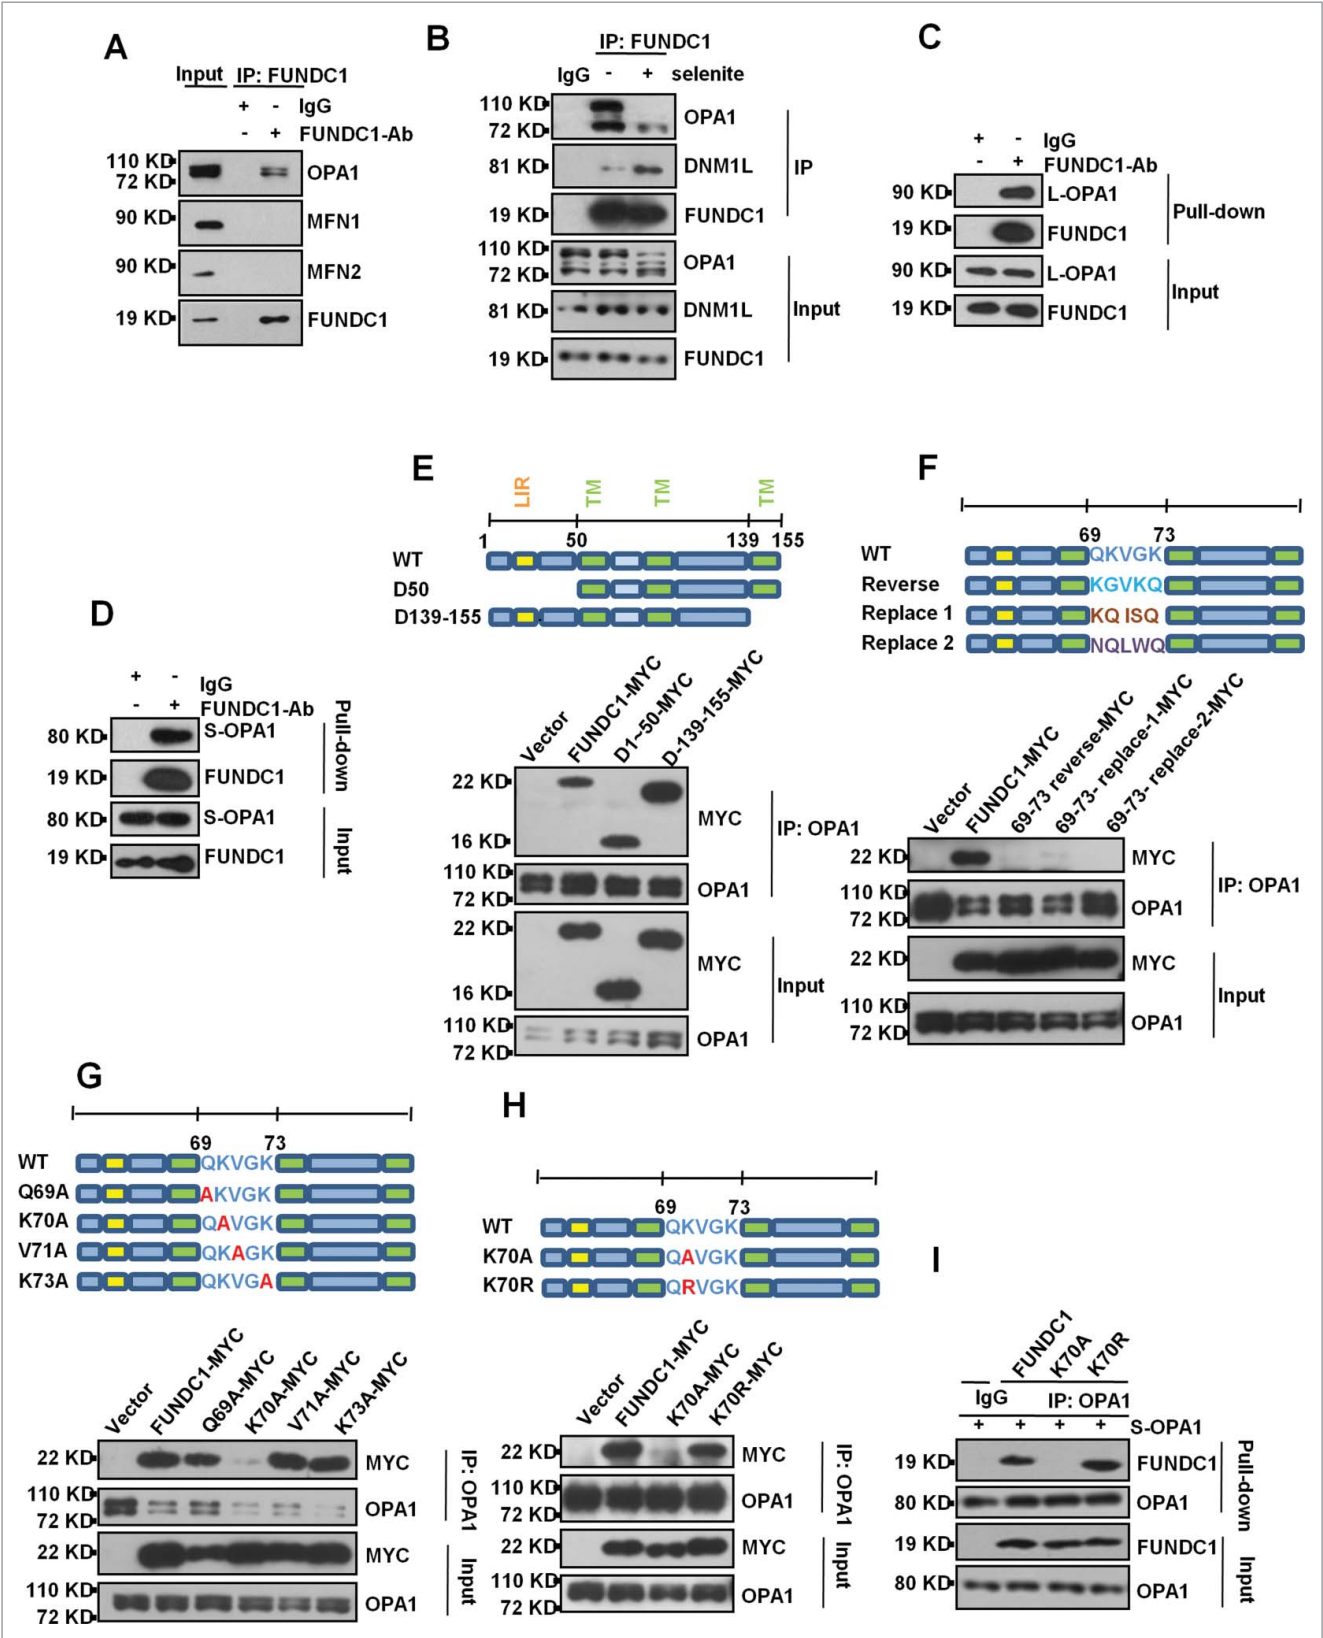 A
Input IP: FUNDC1
+ - IgG
- + FUNDC1-Ab
110 KD
72 KD
OPA1
90 KD MFN1
90 KD MFN2
19 KD FUNDC1
B
IP: FUNDC1
IgG - + selenite
110 KD
72 KD
OPA1
81 KD DNM1L
19 KD FUNDC1
IP
110 KD
72 KD
OPA1
81 KD DNM1L
19 KD FUNDC1
Input
C
+ - IgG
- + FUNDC1-Ab
90 KD L-OPA1
19 KD FUNDC1
Pull-down
90 KD L-OPA1
19 KD FUNDC1
Input
D
+ - IgG
- + FUNDC1-Ab
80 KD S-OPA1
19 KD FUNDC1
Pull-down
80 KD S-OPA1
19 KD FUNDC1
Input
E
LIR TM TM TM
1 50 139 155
WT
D50
D139-155
Vector FUNDC1-MYC D1~50-MYC D-139-155-MYC
22 KD
16 KD
MYC
110 KD
72 KD
OPA1
IP: OPA1
22 KD
16 KD
MYC
110 KD
72 KD
OPA1
Input
F
69 73
WT QKVGK
Reverse KGVKQ
Replace 1 KQ ISQ
Replace 2 NQLWQ
Vector FUNDC1-MYC 69-73 reverse-MYC 69-73- replace-1-MYC 69-73- replace-2-MYC
22 KD MYC
110 KD
72 KD
OPA1
IP: OPA1
22 KD MYC
110 KD
72 KD
OPA1
Input
G
69 73
WT QKVGK
Q69A AKVGK
K70A QAVGK
V71A QKAGK
K73A QKVGA
Vector FUNDC1-MYC Q69A-MYC K70A-MYC V71A-MYC K73A-MYC
22 KD MYC
110 KD
72 KD
OPA1
IP: OPA1
22 KD MYC
110 KD
72 KD
OPA1
Input
H
69 73
WT QKVGK
K70A QAVGK
K70R QRVGK
Vector FUNDC1-MYC K70A-MYC K70R-MYC
22 KD MYC
110 KD
72 KD
OPA1
IP: OPA1
22 KD MYC
110 KD
72 KD
OPA1
Input
I
FUNDC1 K70A K70R
IgG IP: OPA1
+ + + + S-OPA1
19 KD FUNDC1
80 KD OPA1
Pull-down
19 KD FUNDC1
80 KD OPA1
Input